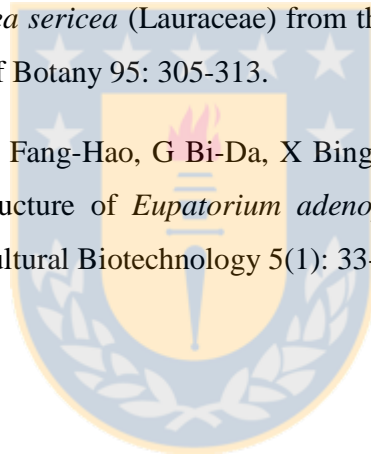 ea sericea (Lauraceae) from th
f Botany 95: 305-313.
Fang-Hao, G Bi-Da, X Bing
ucture of Eupatorium adeno
ultural Biotechnology 5(1): 33-